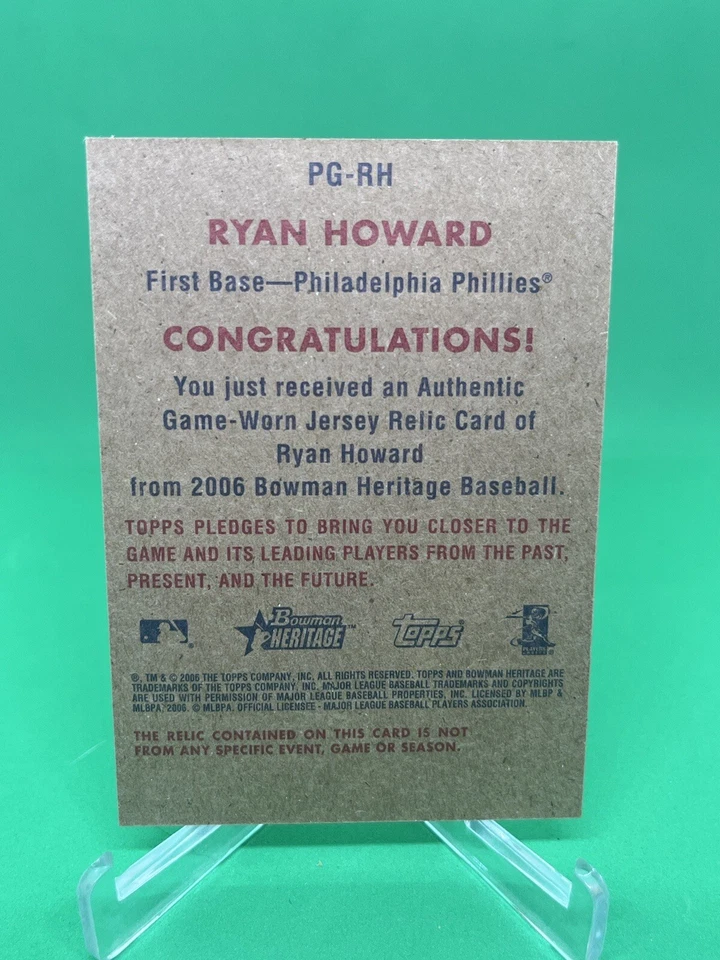 PG-RH
RYAN HOWARD
First Base—Philadelphia Phillies®
CONGRATULATIONS!
You just received an Authentic
Game-Worn Jersey Relic Card of
Ryan Howard
from 2006 Bowman Heritage Baseball.
TOPPS PLEDGES TO BRING YOU CLOSER TO THE
GAME AND ITS LEADING PLAYERS FROM THE PAST,
PRESENT, AND THE FUTURE.
Bowman HERITAGE™ topps®
®, TM & © 2006 THE TOPPS COMPANY, INC. ALL RIGHTS RESERVED. TOPPS AND BOWMAN HERITAGE ARE
TRADEMARKS OF THE TOPPS COMPANY, INC. MAJOR LEAGUE BASEBALL TRADEMARKS AND COPYRIGHTS
ARE USED WITH PERMISSION OF MAJOR LEAGUE BASEBALL PROPERTIES, INC. LICENSED BY MLBP &
MLBPA, 2006. © MLBPA. OFFICIAL LICENSEE - MAJOR LEAGUE BASEBALL PLAYERS ASSOCIATION.
THE RELIC CONTAINED ON THIS CARD IS NOT
FROM ANY SPECIFIC EVENT, GAME OR SEASON.